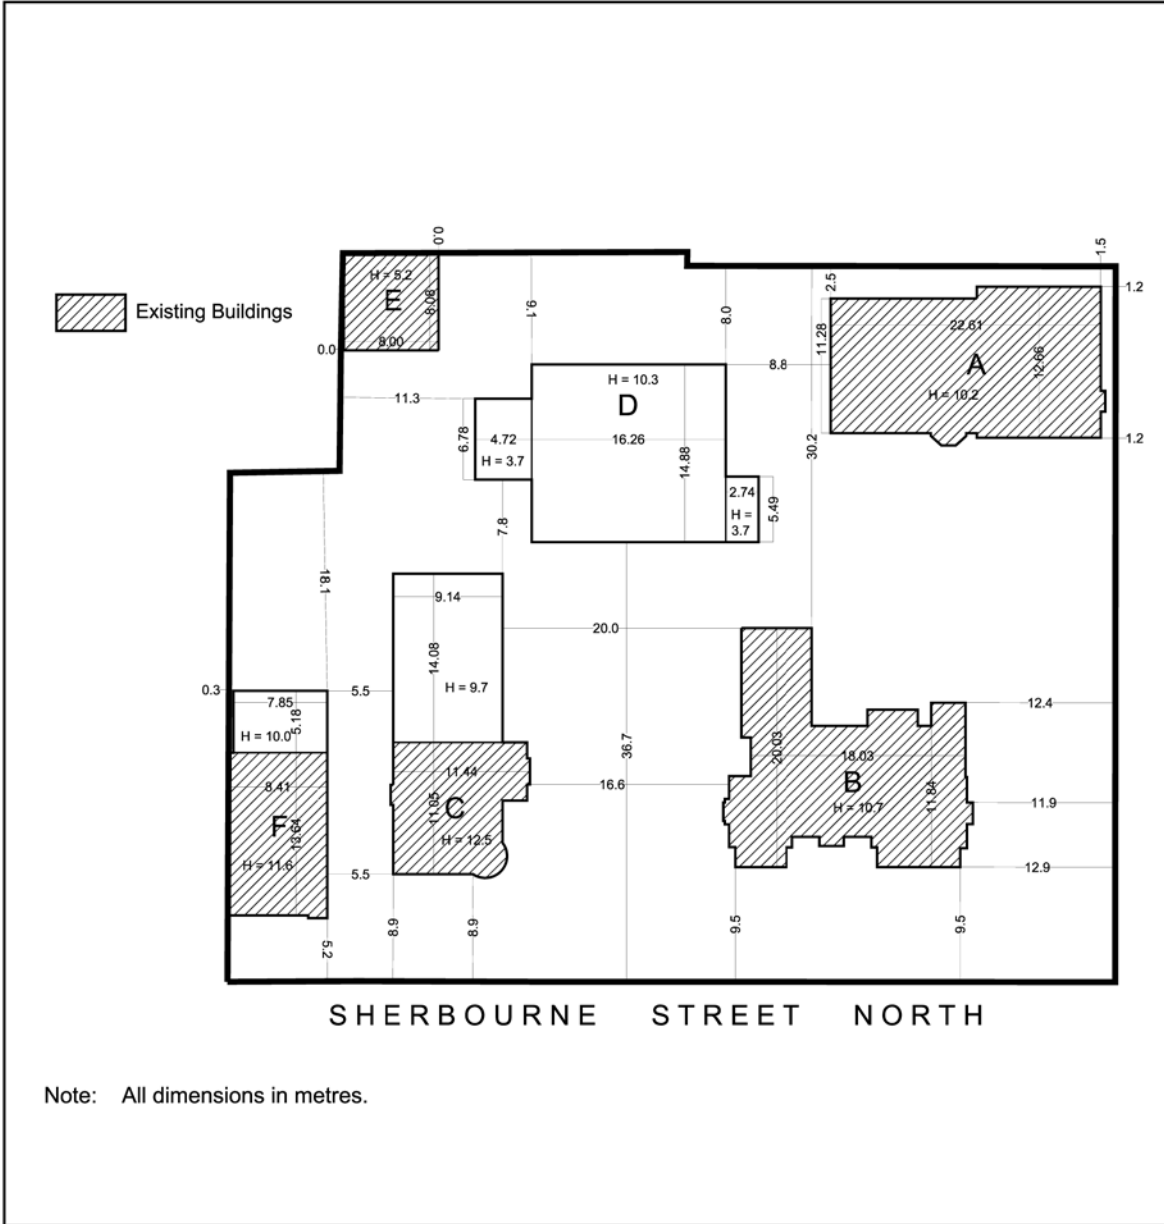 0.0
1.5
H = 5.2
E
8.08
8.00
0.0
Existing Buildings
9.1
8.0
2.5
1.2
22.61
11.28
12.66
A
H = 10.2
8.8
1.2
H = 10.3
D
11.3
6.78
4.72
H = 3.7
16.26
14.88
30.2
2.74
H =
3.7
5.49
7.8
18.1
9.14
14.08
20.0
H = 9.7
0.3
7.85
5.18
H = 10.0
5.5
12.4
36.7
20.03
18.03
11.44
16.6
B
H = 10.7
11.84
11.9
8.41
F
13.64
H = 11.6
11.05
C
H = 12.5
5.5
12.9
5.2
8.9
8.9
9.5
9.5
SHERBOURNE STREET NORTH
Note: All dimensions in metres.